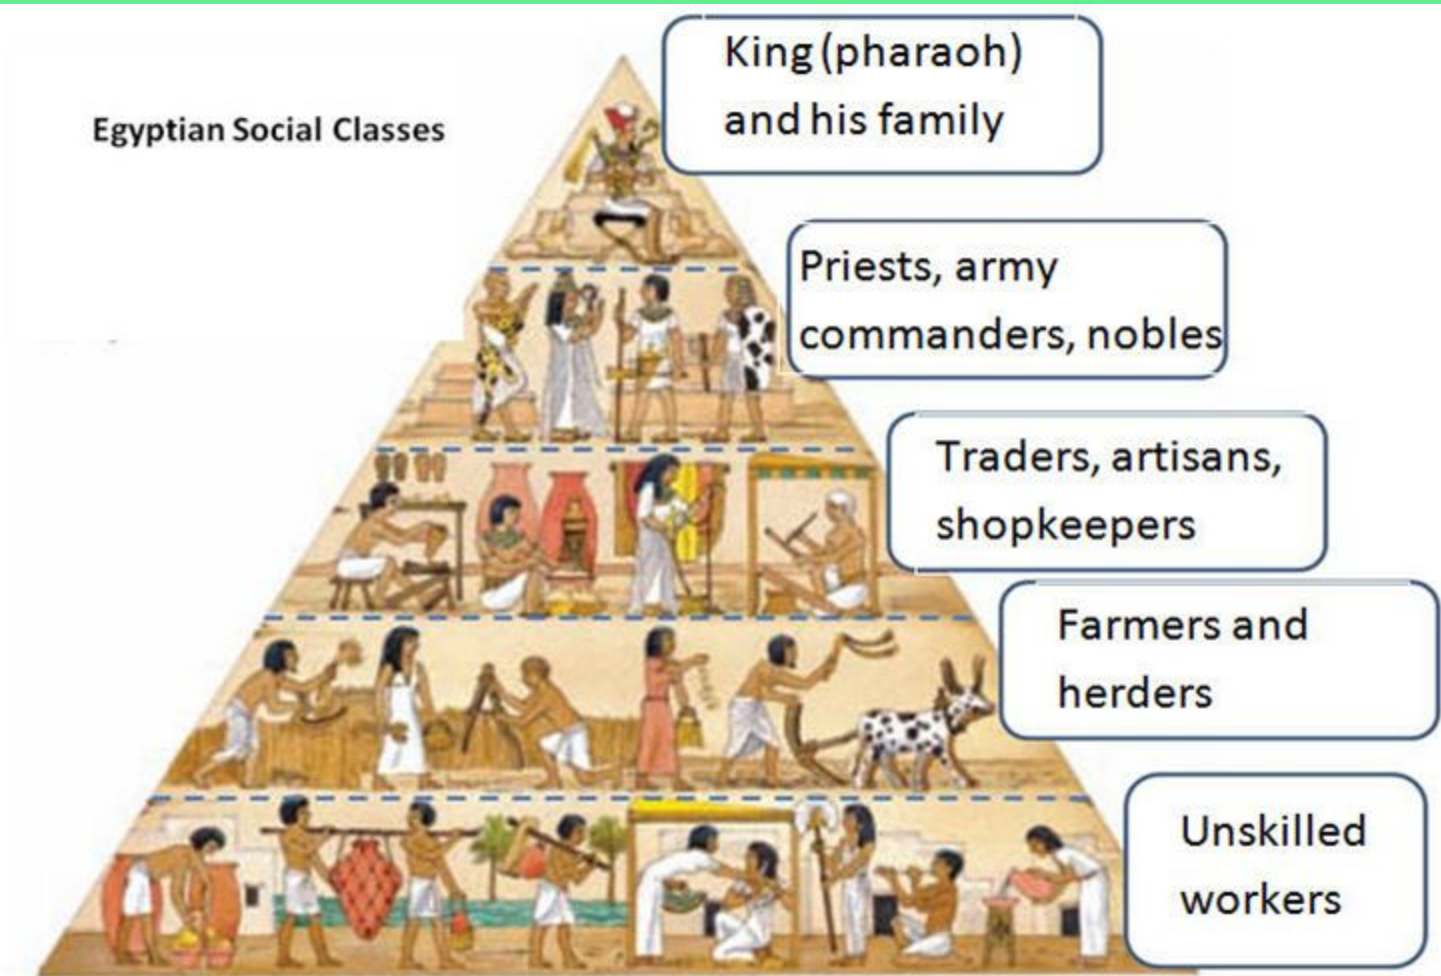 Egyptian Social Classes
King (pharaoh)
and his family
Priests, army
commanders, nobles
Traders, artisans,
shopkeepers
Farmers and
herders
Unskilled
workers